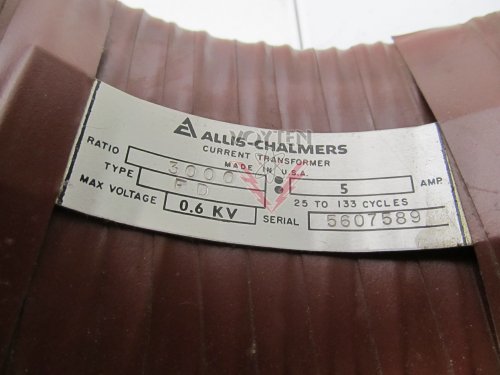 VOYTEN
ALLIS-CHALMERS
CURRENT TRANSFORMER
MADE IN U.S.A.
RATIO 3000 : 5 AMP.
TYPE FD 25 TO 133 CYCLES
MAX VOLTAGE 0.6 KV SERIAL 5607589